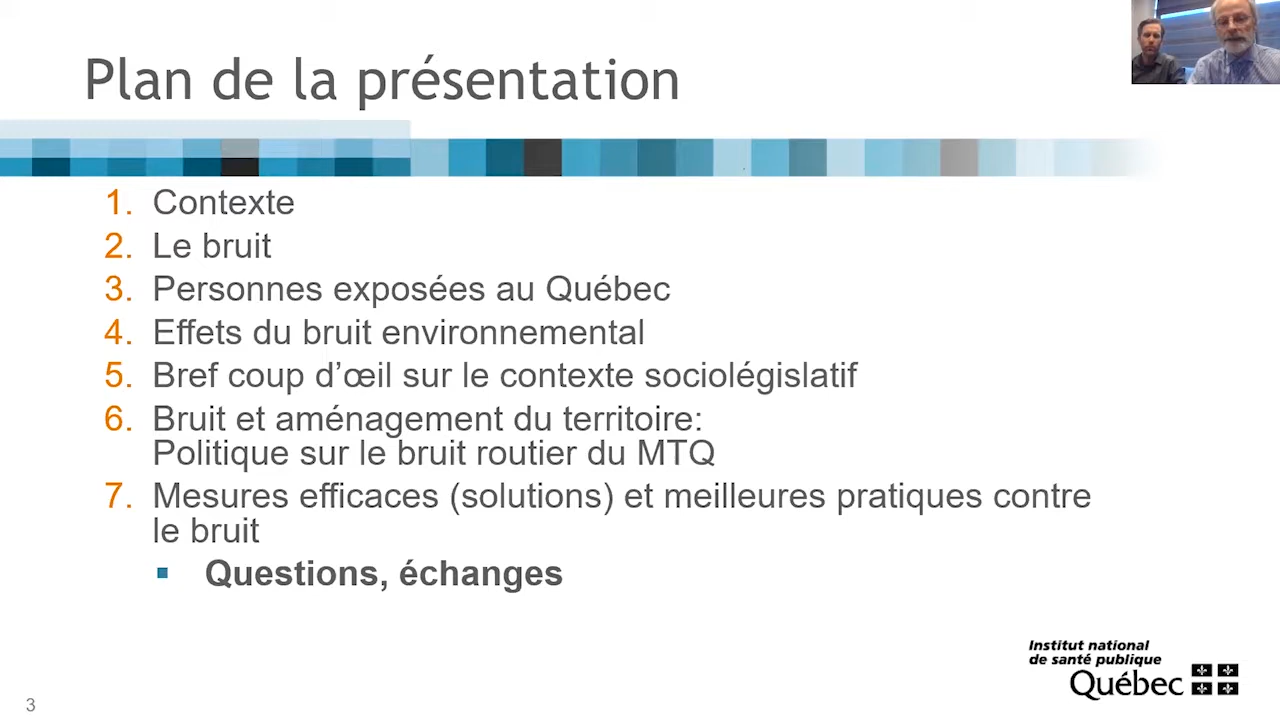 Plan de la présentation
1. Contexte
2. Le bruit
3. Personnes exposées au Québec
4. Effets du bruit environnemental
5. Bref coup d’œil sur le contexte sociolégislatif
6. Bruit et aménagement du territoire:
Politique sur le bruit routier du MTQ
7. Mesures efficaces (solutions) et meilleures pratiques contre
le bruit
▪ Questions, échanges
Institut national
de santé publique
Québec
3